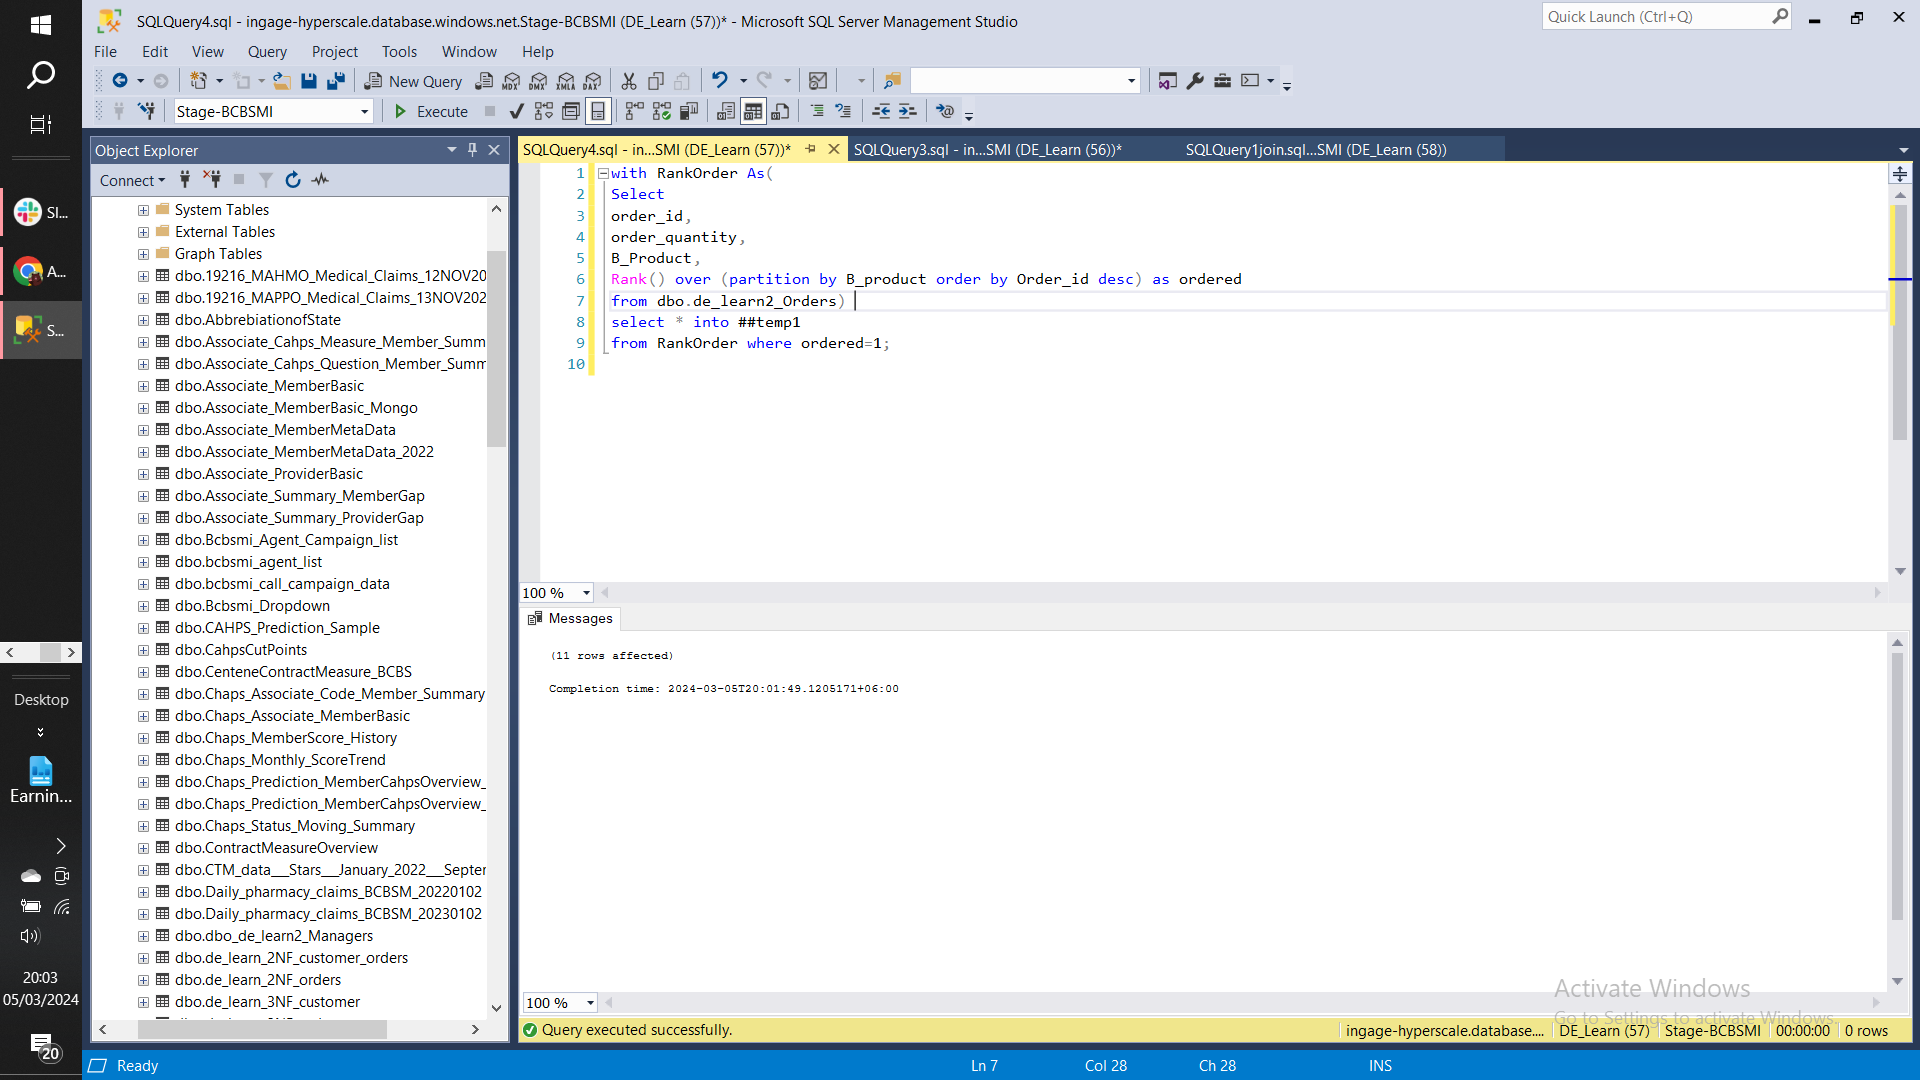 SQLQuery4.sql - ingage-hyperscale.database.windows.net.Stage-BCBSMI (DE_Learn (57))* - Microsoft SQL Server Management Studio
Quick Launch (Ctrl+Q)
File Edit View Query Project Tools Window Help
New Query
MDX DMX XMLA DAX
Stage-BCBSMI
Execute
Object Explorer
Connect
System Tables
External Tables
Graph Tables
dbo.19216_MAHMO_Medical_Claims_12NOV20
dbo.19216_MAPPO_Medical_Claims_13NOV202
dbo.AbbrebiationofState
dbo.Associate_Cahps_Measure_Member_Summ
dbo.Associate_Cahps_Question_Member_Summ
dbo.Associate_MemberBasic
dbo.Associate_MemberBasic_Mongo
dbo.Associate_MemberMetaData
dbo.Associate_MemberMetaData_2022
dbo.Associate_ProviderBasic
dbo.Associate_Summary_MemberGap
dbo.Associate_Summary_ProviderGap
dbo.Bcbsmi_Agent_Campaign_list
dbo.bcbsmi_agent_list
dbo.bcbsmi_call_campaign_data
dbo.Bcbsmi_Dropdown
dbo.CAHPS_Prediction_Sample
dbo.CahpsCutPoints
dbo.CenteneContractMeasure_BCBS
dbo.Chaps_Associate_Code_Member_Summary
dbo.Chaps_Associate_MemberBasic
dbo.Chaps_MemberScore_History
dbo.Chaps_Monthly_ScoreTrend
dbo.Chaps_Prediction_MemberCahpsOverview_
dbo.Chaps_Prediction_MemberCahpsOverview_
dbo.Chaps_Status_Moving_Summary
dbo.ContractMeasureOverview
dbo.CTM_data__Stars__January_2022__Septer
dbo.Daily_pharmacy_claims_BCBSM_20220102
dbo.Daily_pharmacy_claims_BCBSM_20230102
dbo.dbo_de_learn2_Managers
dbo.de_learn_2NF_customer_orders
dbo.de_learn_2NF_orders
dbo.de_learn_3NF_customer
SQLQuery4.sql - in...SMI (DE_Learn (57))*
SQLQuery3.sql - in...SMI (DE_Learn (56))*
SQLQuery1join.sql...SMI (DE_Learn (58))
1 with RankOrder As(
2 Select
3 order_id,
4 order_quantity,
5 B_Product,
6 Rank() over (partition by B_product order by Order_id desc) as ordered
7 from dbo.de_learn2_Orders)
8 select * into ##temp1
9 from RankOrder where ordered=1;
10
100 %
Messages
(11 rows affected)
Completion time: 2024-03-05T20:01:49.1205171+06:00
100 %
Activate Windows
Go to Settings to activate Windows.
Query executed successfully.
ingage-hyperscale.database.... DE_Learn (57) Stage-BCBSMI 00:00:00 0 rows
Ready
Ln 7
Col 28
Ch 28
INS
Sl...
A...
S...
Desktop
Earnin...
20:03
05/03/2024
20